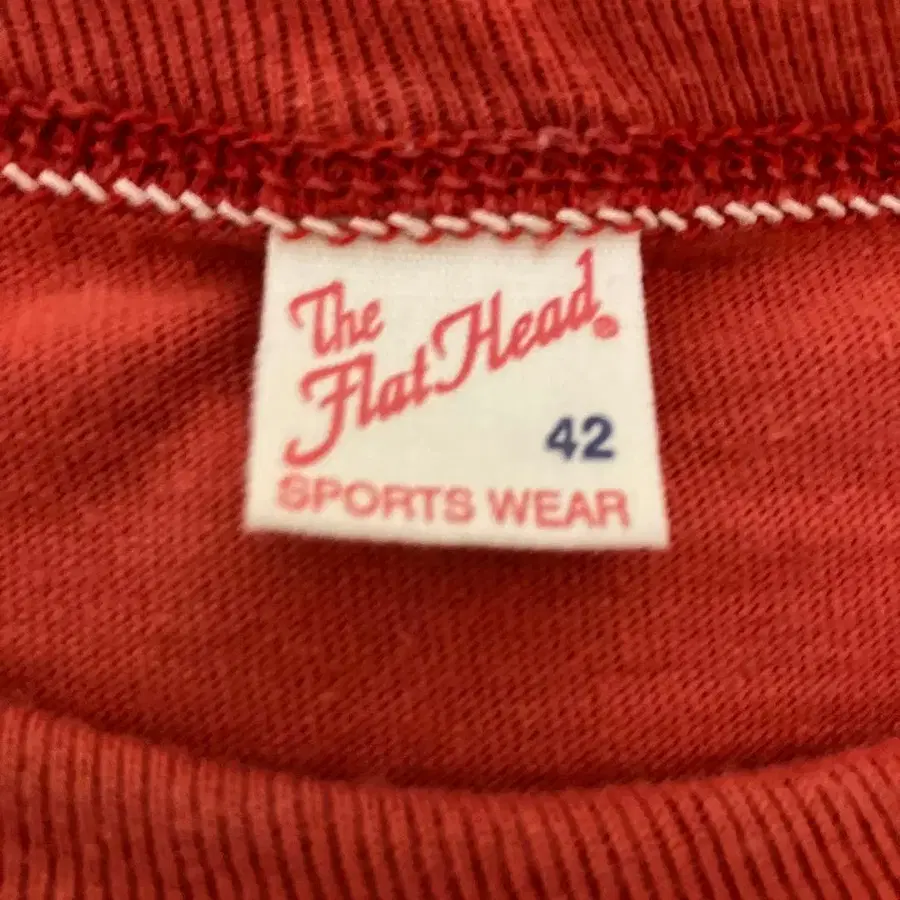 The
Flat Head®
42
SPORTS WEAR